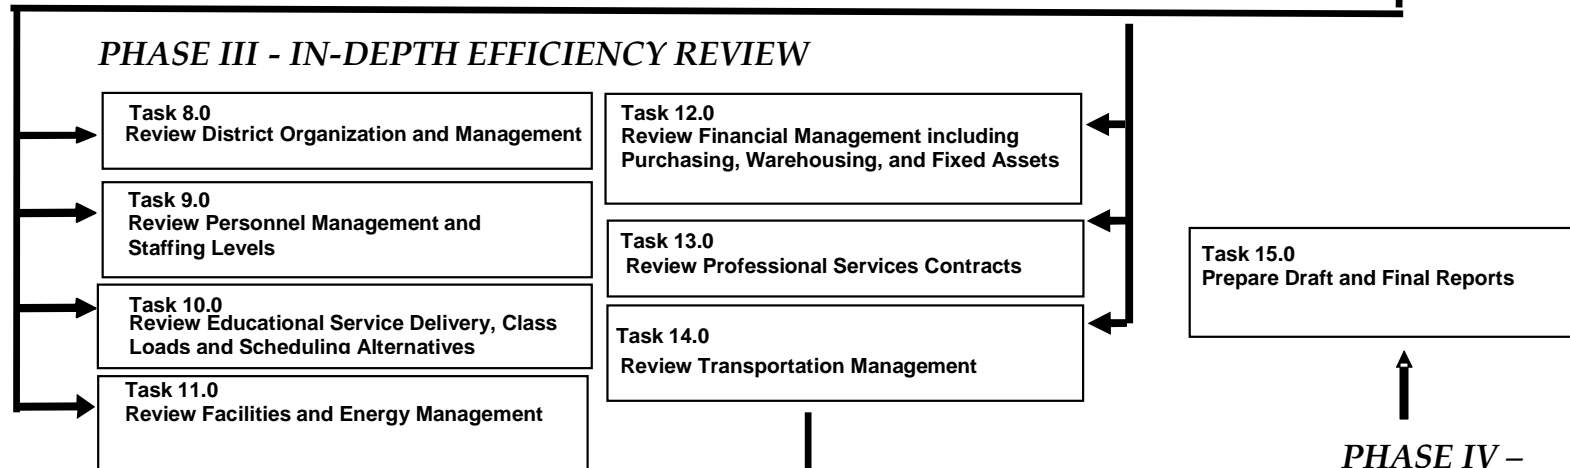 PHASE III - IN-DEPTH EFFICIENCY REVIEW
Task 8.0
Review District Organization and Management
Task 9.0
Review Personnel Management and
Staffing Levels
Task 10.0
Review Educational Service Delivery, Class
Loads and Scheduling Alternatives
Task 11.0
Review Facilities and Energy Management
Task 12.0
Review Financial Management including
Purchasing, Warehousing, and Fixed Assets
Task 13.0
Review Professional Services Contracts
Task 14.0
Review Transportation Management
Task 15.0
Prepare Draft and Final Reports
PHASE IV –